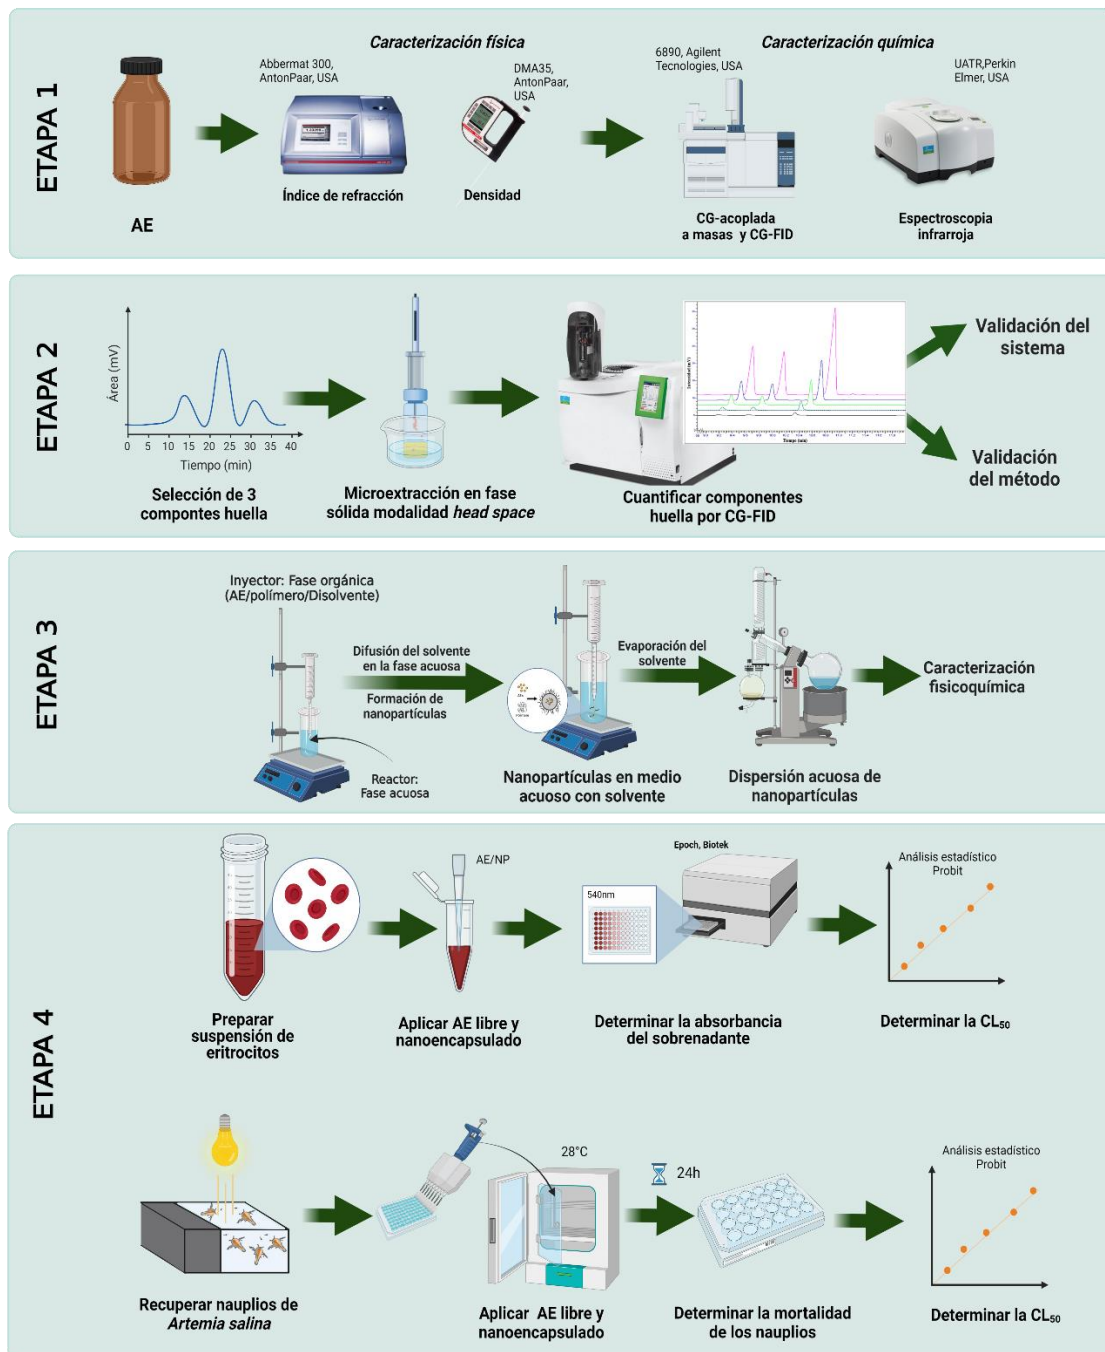 ETAPA 1
Caracterización física
Caracterización química
Abbermat 300,
AntonPaar, USA
DMA35,
AntonPaar,
USA
6890, Agilent
Tecnologies, USA
UATR,Perkin
Elmer, USA
AE
Índice de refracción
Densidad
CG-acoplada
a masas y CG-FID
Espectroscopia
infrarroja
ETAPA 2
Área (mV)
0 5 10 15 20 25 30 35 40
Tiempo (min)
Selección de 3
compontes huella
Microextracción en fase
sólida modalidad head space
Cuantificar componentes
huella por CG-FID
Validación del
sistema
Validación
del método
ETAPA 3
Inyector: Fase orgánica
(AE/polímero/Disolvente)
Difusión del solvente
en la fase acuosa
Formación de
nanopartículas
Reactor:
Fase acuosa
Evaporación del
solvente
Nanopartículas en medio
acuoso con solvente
Dispersión acuosa de
nanopartículas
Caracterización
fisicoquímica
ETAPA 4
Preparar
suspensión de
eritrocitos
AE/NP
Aplicar AE libre y
nanoencapsulado
Epoch, Biotek
540nm
Determinar la absorbancia
del sobrenadante
Análisis estadístico
Probit
Determinar la CL₅₀
Recuperar nauplios de
Artemia salina
28°C
Aplicar AE libre y
nanoencapsulado
24h
Determinar la mortalidad
de los nauplios
Análisis estadístico
Probit
Determinar la CL₅₀